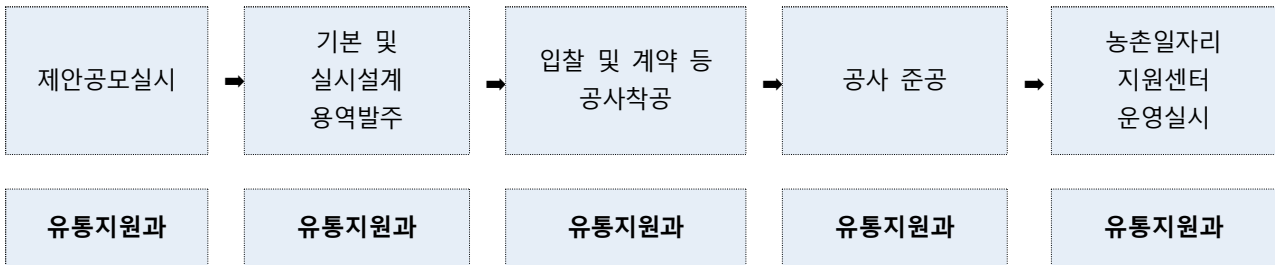 제안공모실시
기본 및
실시설계
용역발주
입찰 및 계약 등
공사착공
공사 준공
농촌일자리
지원센터
운영실시
유통지원과
유통지원과
유통지원과
유통지원과
유통지원과